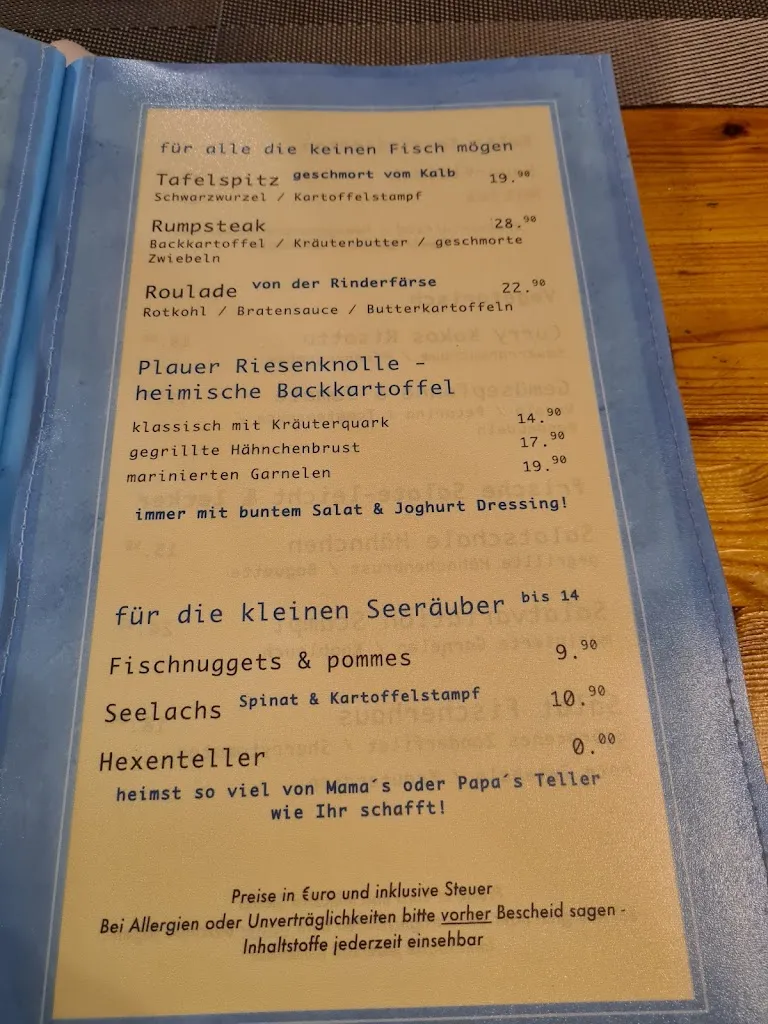 für alle die keinen Fisch mögen
Tafelspitz geschmort vom Kalb 19.90
Schwarzwurzel / Kartoffelstampf
Rumpsteak 28.90
Backkartoffel / Kräuterbutter / geschmorte
Zwiebeln
Roulade von der Rinderfärse 22.90
Rotkohl / Bratensauce / Butterkartoffeln
Plauer Riesenknolle -
heimische Backkartoffel
klassisch mit Kräuterquark 14.90
gegrillte Hähnchenbrust 17.90
marinierten Garnelen 19.90
immer mit buntem Salat & Joghurt Dressing!
für die kleinen Seeräuber bis 14
Fischnuggets & pommes 9.90
Seelachs Spinat & Kartoffelstampf 10.90
Hexenteller 0.00
heimst so viel von Mama´s oder Papa´s Teller
wie Ihr schafft!
Preise in €uro und inklusive Steuer
Bei Allergien oder Unverträglichkeiten bitte vorher Bescheid sagen -
Inhaltstoffe jederzeit einsehbar